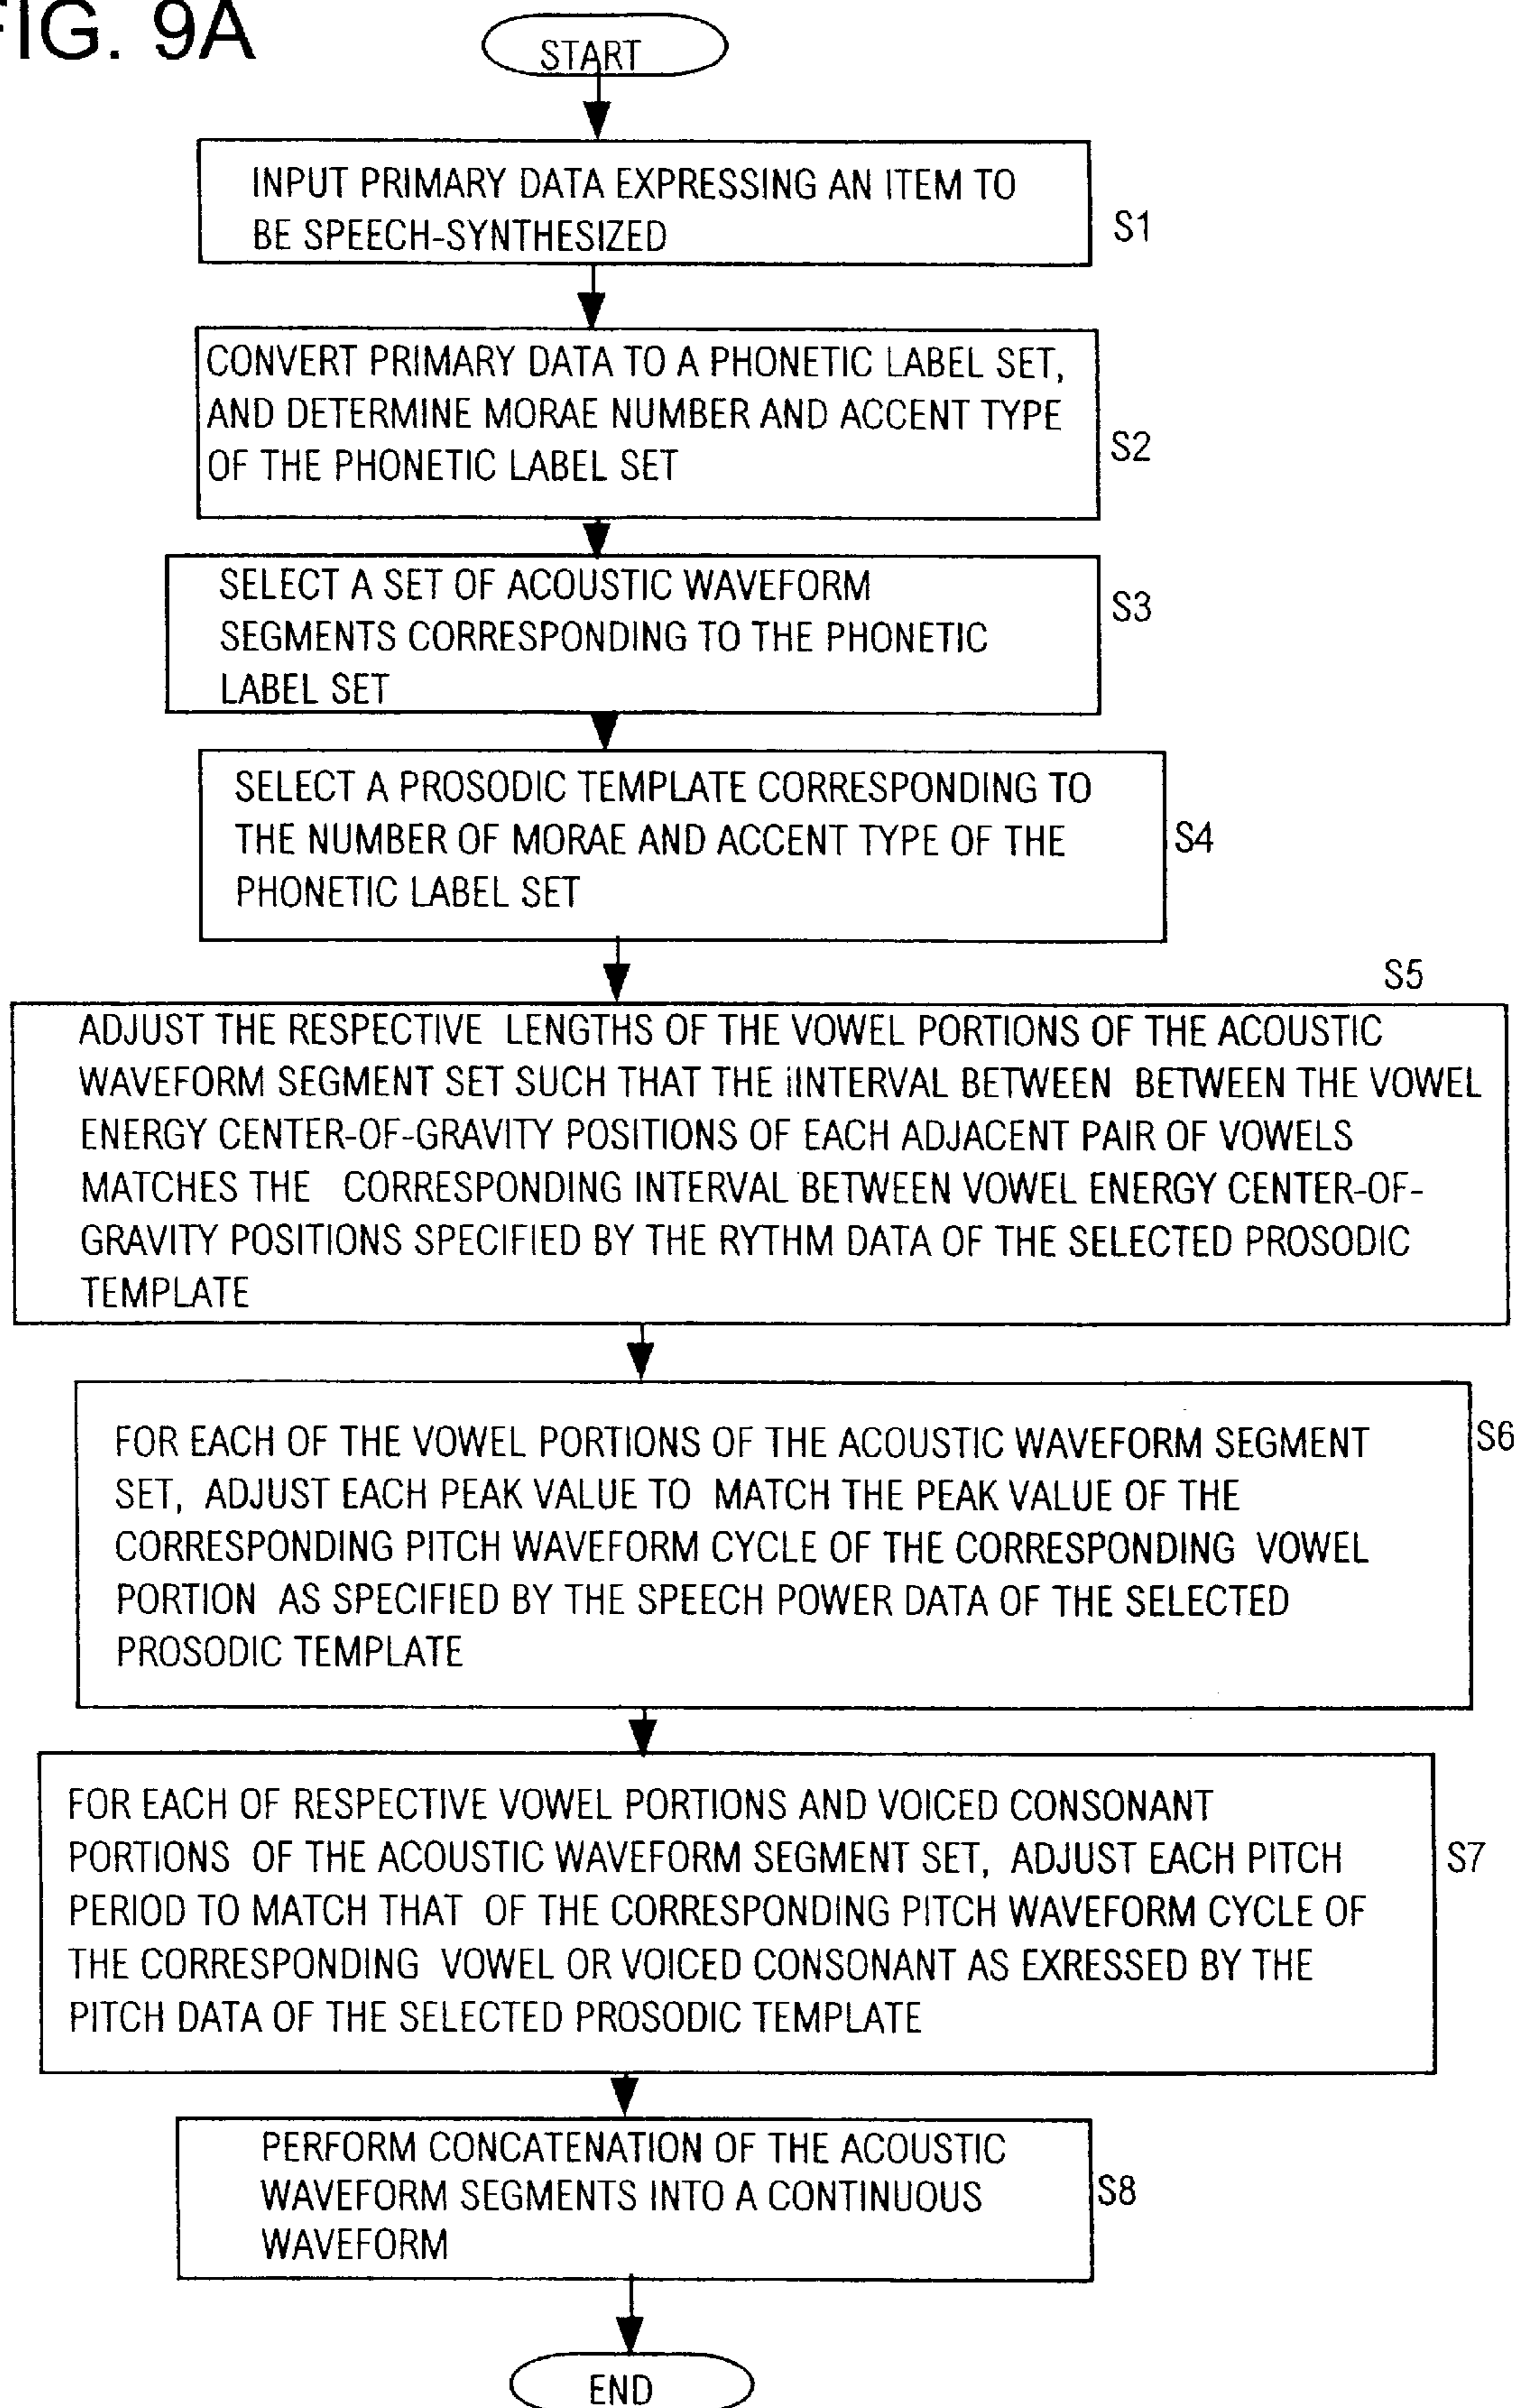 FIG. 9A
START
INPUT PRIMARY DATA EXPRESSING AN ITEM TO
BE SPEECH-SYNTHESIZED
S1
CONVERT PRIMARY DATA TO A PHONETIC LABEL SET,
AND DETERMINE MORAE NUMBER AND ACCENT TYPE
OF THE PHONETIC LABEL SET
S2
SELECT A SET OF ACOUSTIC WAVEFORM
SEGMENTS CORRESPONDING TO THE PHONETIC
LABEL SET
S3
SELECT A PROSODIC TEMPLATE CORRESPONDING TO
THE NUMBER OF MORAE AND ACCENT TYPE OF THE
PHONETIC LABEL SET
S4
S5
ADJUST THE RESPECTIVE LENGTHS OF THE VOWEL PORTIONS OF THE ACOUSTIC
WAVEFORM SEGMENT SET SUCH THAT THE iINTERVAL BETWEEN BETWEEN THE VOWEL
ENERGY CENTER-OF-GRAVITY POSITIONS OF EACH ADJACENT PAIR OF VOWELS
MATCHES THE CORRESPONDING INTERVAL BETWEEN VOWEL ENERGY CENTER-OF-
GRAVITY POSITIONS SPECIFIED BY THE RYTHM DATA OF THE SELECTED PROSODIC
TEMPLATE
FOR EACH OF THE VOWEL PORTIONS OF THE ACOUSTIC WAVEFORM SEGMENT
SET, ADJUST EACH PEAK VALUE TO MATCH THE PEAK VALUE OF THE
CORRESPONDING PITCH WAVEFORM CYCLE OF THE CORRESPONDING VOWEL
PORTION AS SPECIFIED BY THE SPEECH POWER DATA OF THE SELECTED
PROSODIC TEMPLATE
S6
FOR EACH OF RESPECTIVE VOWEL PORTIONS AND VOICED CONSONANT
PORTIONS OF THE ACOUSTIC WAVEFORM SEGMENT SET, ADJUST EACH PITCH
PERIOD TO MATCH THAT OF THE CORRESPONDING PITCH WAVEFORM CYCLE OF
THE CORRESPONDING VOWEL OR VOICED CONSONANT AS EXRESSED BY THE
PITCH DATA OF THE SELECTED PROSODIC TEMPLATE
S7
PERFORM CONCATENATION OF THE ACOUSTIC
WAVEFORM SEGMENTS INTO A CONTINUOUS
WAVEFORM
S8
END